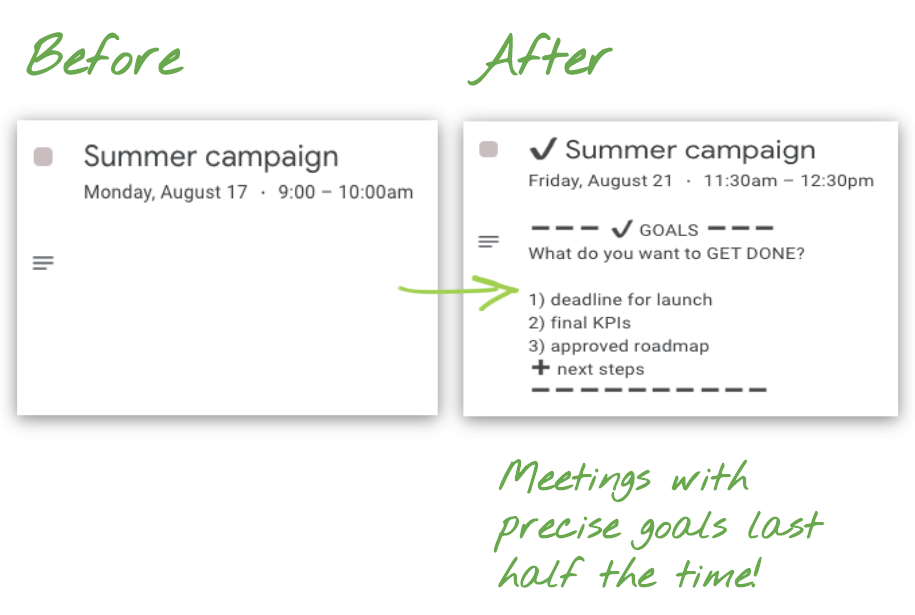 Before
After
Summer campaign
Monday, August 17 · 9:00 – 10:00am
✔ Summer campaign
Friday, August 21 · 11:30am – 12:30pm
– – – ✔ GOALS – – –
What do you want to GET DONE?
1) deadline for launch
2) final KPIs
3) approved roadmap
➕ next steps
– – – – – – – – – –
Meetings with
precise goals last
half the time!